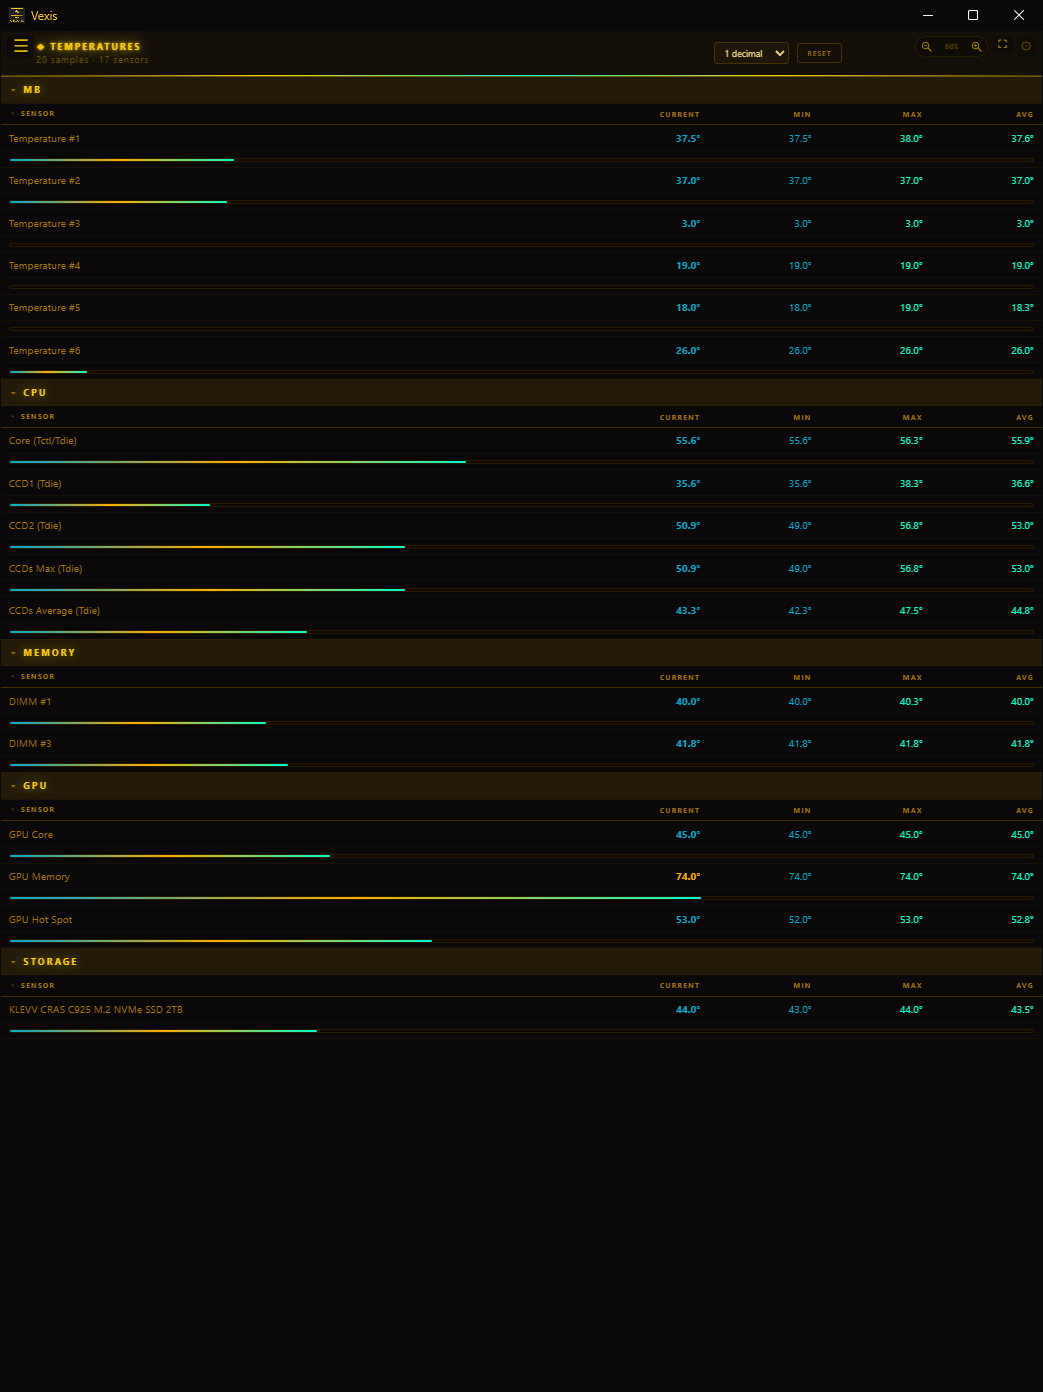 Vexis
TEMPERATURES
20 samples · 17 sensors
1 decimal
RESET
80%
MB
SENSOR CURRENT MIN MAX AVG
Temperature #1 37.5° 37.5° 38.0° 37.6°
Temperature #2 37.0° 37.0° 37.0° 37.0°
Temperature #3 3.0° 3.0° 3.0° 3.0°
Temperature #4 19.0° 19.0° 19.0° 19.0°
Temperature #5 18.0° 18.0° 19.0° 18.3°
Temperature #6 26.0° 26.0° 26.0° 26.0°
CPU
SENSOR CURRENT MIN MAX AVG
Core (Tctl/Tdie) 55.6° 55.6° 56.3° 55.9°
CCD1 (Tdie) 35.6° 35.6° 38.3° 36.6°
CCD2 (Tdie) 50.9° 49.0° 56.8° 53.0°
CCDs Max (Tdie) 50.9° 49.0° 56.8° 53.0°
CCDs Average (Tdie) 43.3° 42.3° 47.5° 44.8°
MEMORY
SENSOR CURRENT MIN MAX AVG
DIMM #1 40.0° 40.0° 40.3° 40.0°
DIMM #3 41.8° 41.8° 41.8° 41.8°
GPU
SENSOR CURRENT MIN MAX AVG
GPU Core 45.0° 45.0° 45.0° 45.0°
GPU Memory 74.0° 74.0° 74.0° 74.0°
GPU Hot Spot 53.0° 52.0° 53.0° 52.8°
STORAGE
SENSOR CURRENT MIN MAX AVG
KLEVV CRAS C925 M.2 NVMe SSD 2TB 44.0° 43.0° 44.0° 43.5°